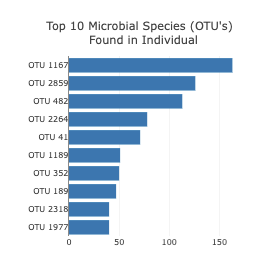 Top 10 Microbial Species (OTU's)
Found in Individual
OTU 1167
OTU 2859
OTU 482
OTU 2264
OTU 41
OTU 1189
OTU 352
OTU 189
OTU 2318
OTU 1977
0 50 100 150